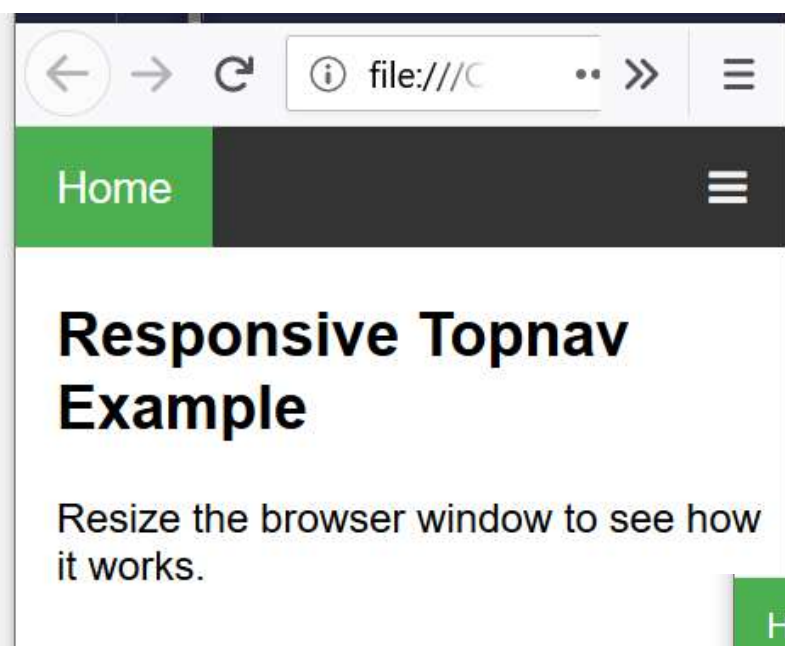 file:///C
Home
Responsive Topnav
Example
Resize the browser window to see how
it works.
H